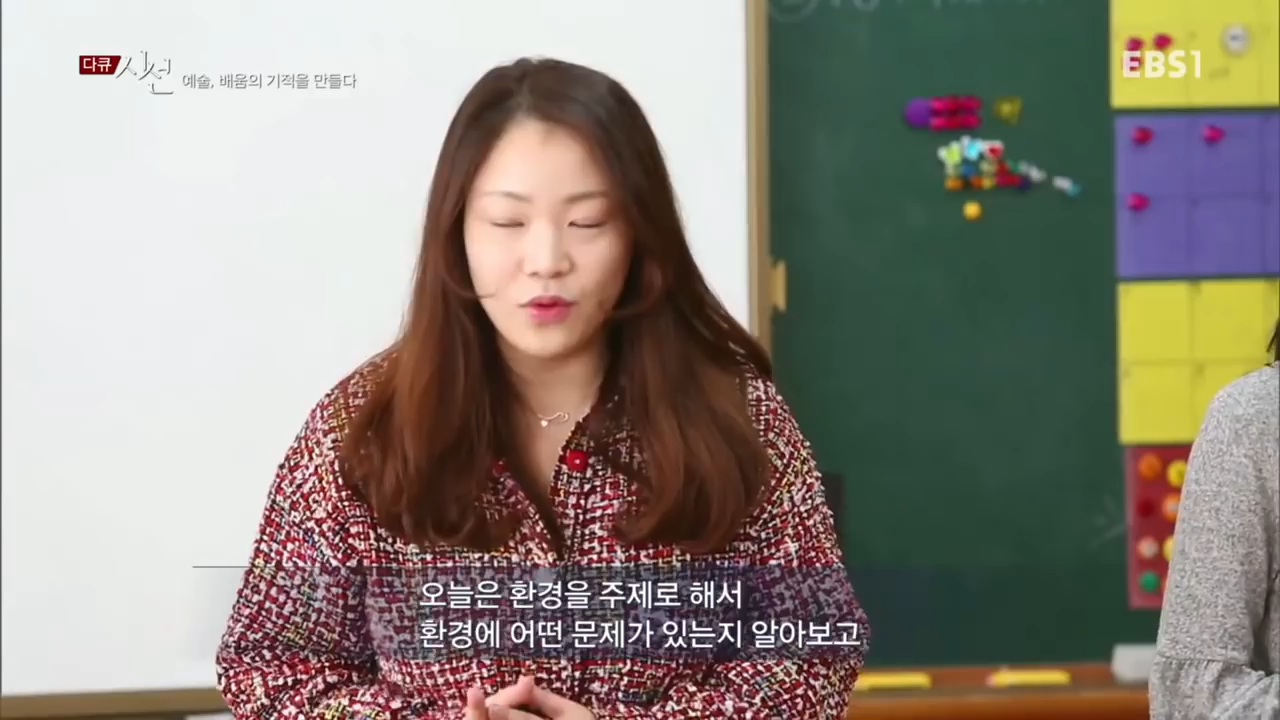 다큐 시선 예술, 배움의 기적을 만들다
EBS1
오늘은 환경을 주제로 해서
환경에 어떤 문제가 있는지 알아보고